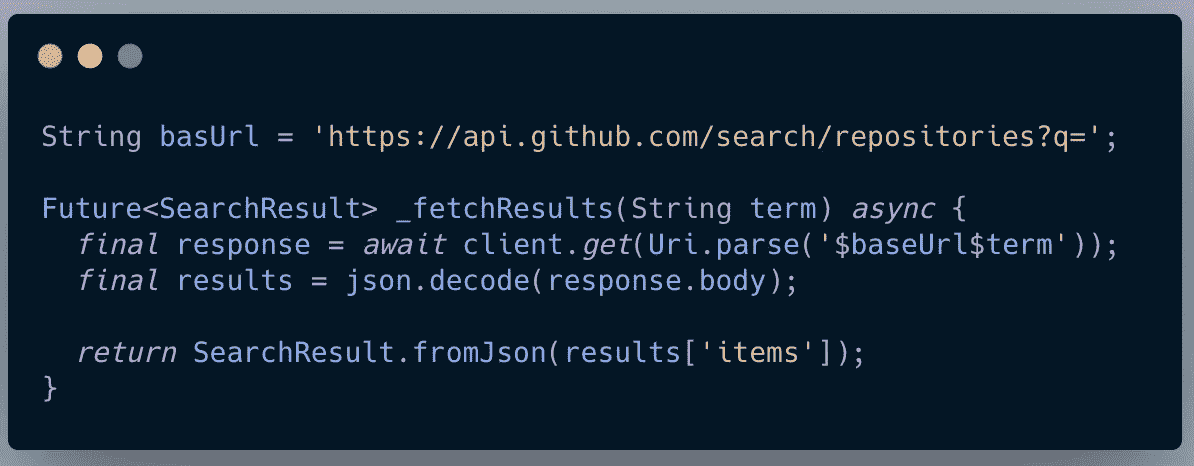 String basUrl = 'https://api.github.com/search/repositories?q=';
Future<SearchResult> _fetchResults(String term) async {
final response = await client.get(Uri.parse('$baseUrl$term'));
final results = json.decode(response.body);
return SearchResult.fromJson(results['items']);
}